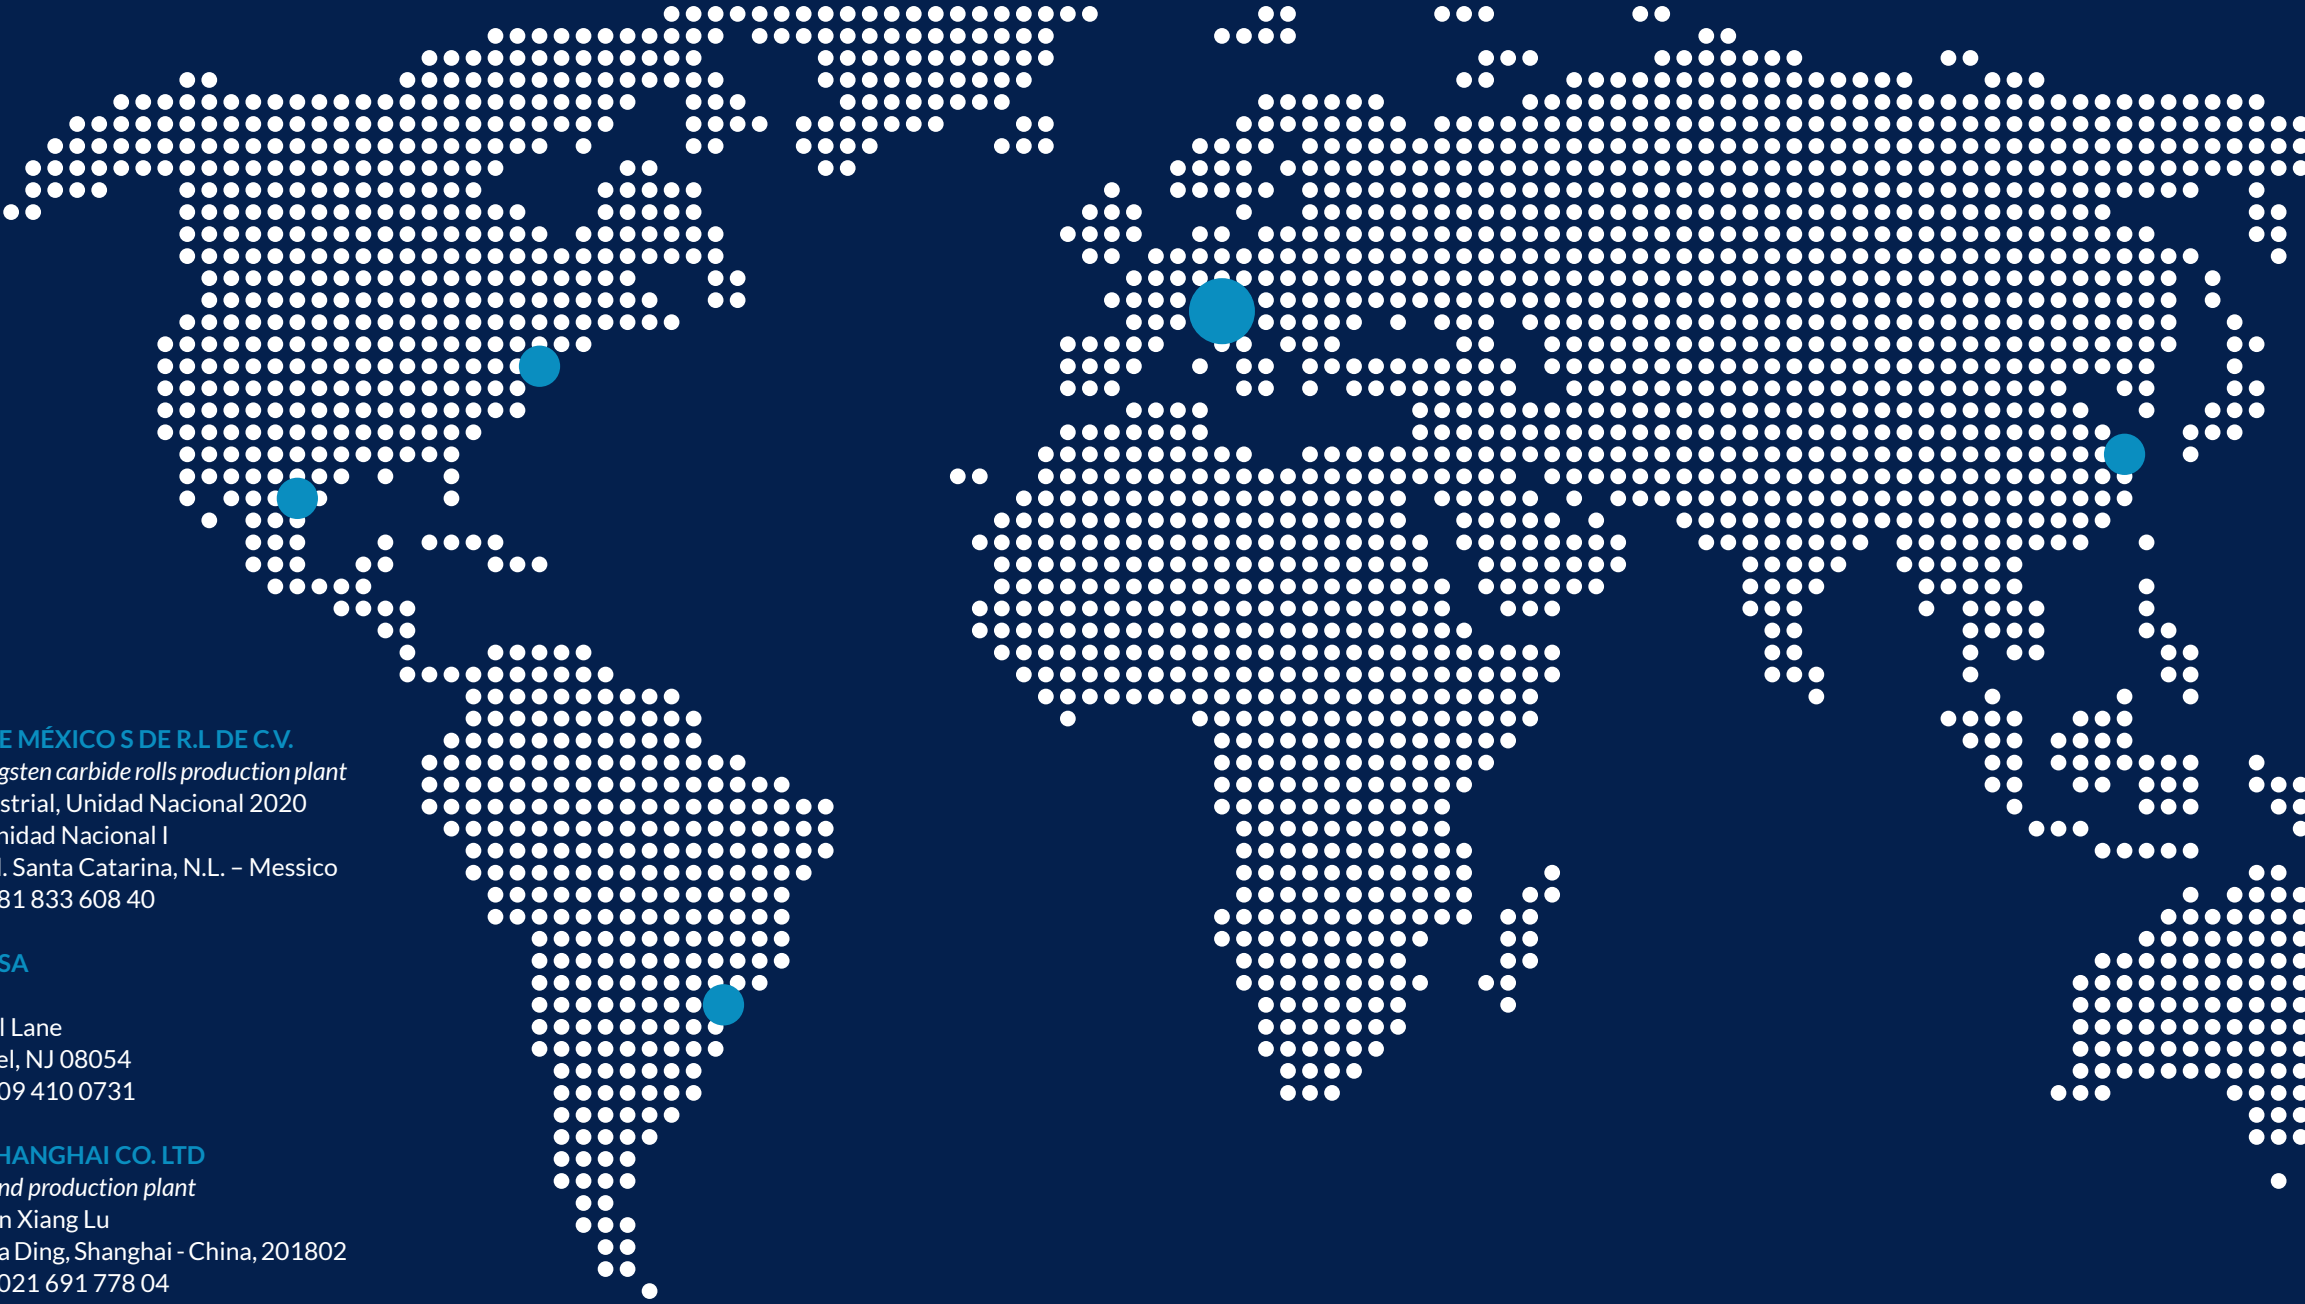 E MÉXICO S DE R.L DE C.V.
gsten carbide rolls production plant
strial, Unidad Nacional 2020
nidad Nacional I
. Santa Catarina, N.L. – Messico
81 833 608 40
SA
l Lane
el, NJ 08054
09 410 0731
HANGHAI CO. LTD
nd production plant
n Xiang Lu
a Ding, Shanghai - China, 201802
021 691 778 04